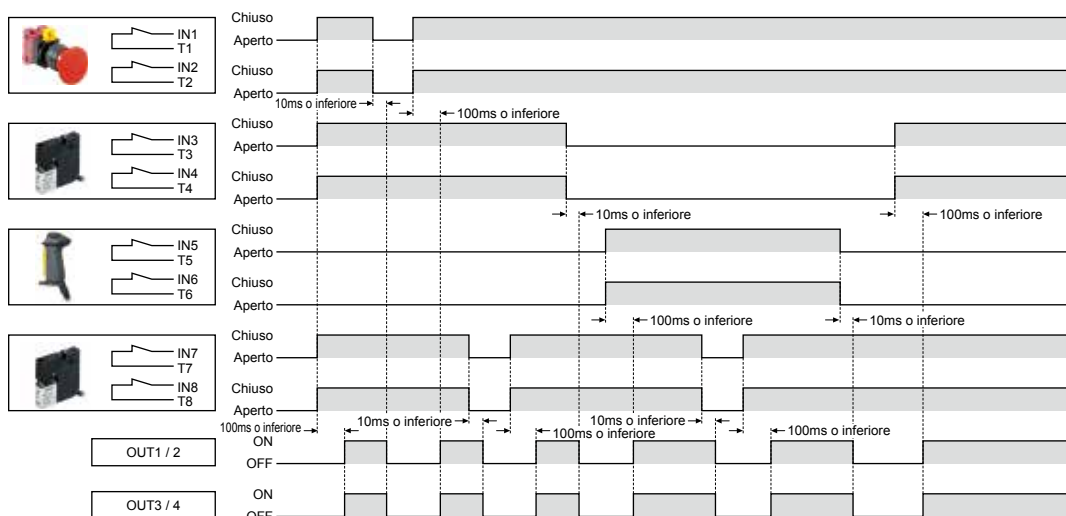 Chiuso
IN1
T1
Aperto
IN2
T2
Chiuso
Aperto
10ms o inferiore
100ms o inferiore
Chiuso
IN3
T3
Aperto
IN4
T4
Chiuso
Aperto
10ms o inferiore
100ms o inferiore
Chiuso
IN5
T5
Aperto
IN6
T6
Chiuso
Aperto
100ms o inferiore
10ms o inferiore
Chiuso
IN7
T7
Aperto
IN8
T8
Chiuso
Aperto
100ms o inferiore
10ms o inferiore
100ms o inferiore
10ms o inferiore
100ms o inferiore
OUT1 / 2
ON
OFF
OUT3 / 4
ON
OFF